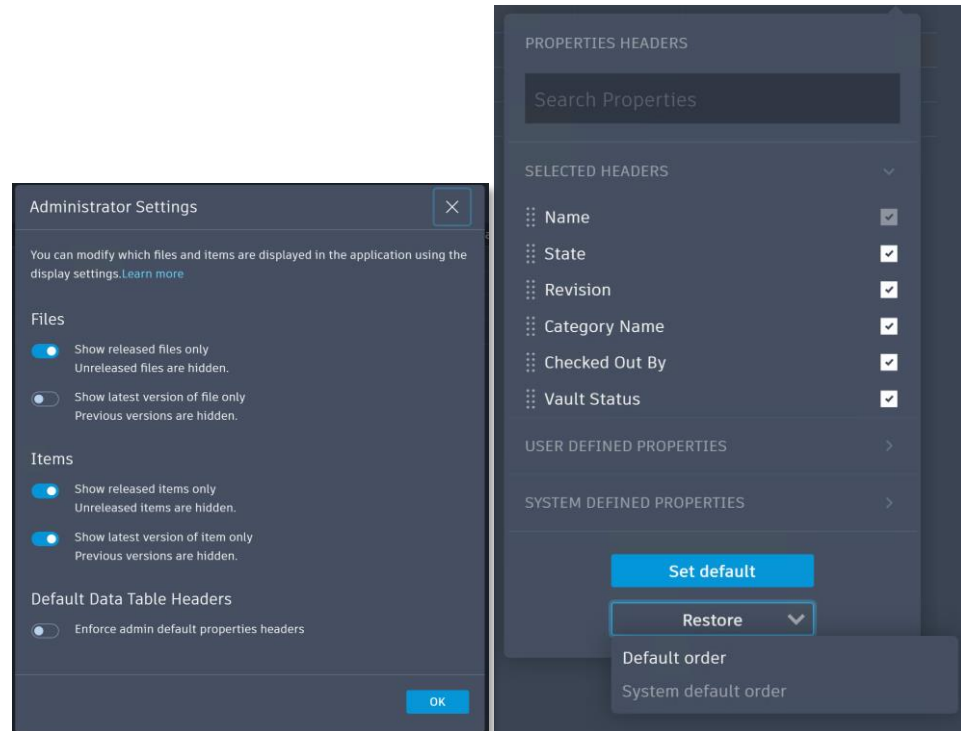 Administrator Settings
You can modify which files and items are displayed in the application using the
display settings.Learn more
Files
Show released files only
Unreleased files are hidden.
Show latest version of file only
Previous versions are hidden.
Items
Show released items only
Unreleased items are hidden.
Show latest version of item only
Previous versions are hidden.
Default Data Table Headers
Enforce admin default properties headers
OK
PROPERTIES HEADERS
Search Properties
SELECTED HEADERS
Name
State
Revision
Category Name
Checked Out By
Vault Status
USER DEFINED PROPERTIES
SYSTEM DEFINED PROPERTIES
Set default
Restore
Default order
System default order